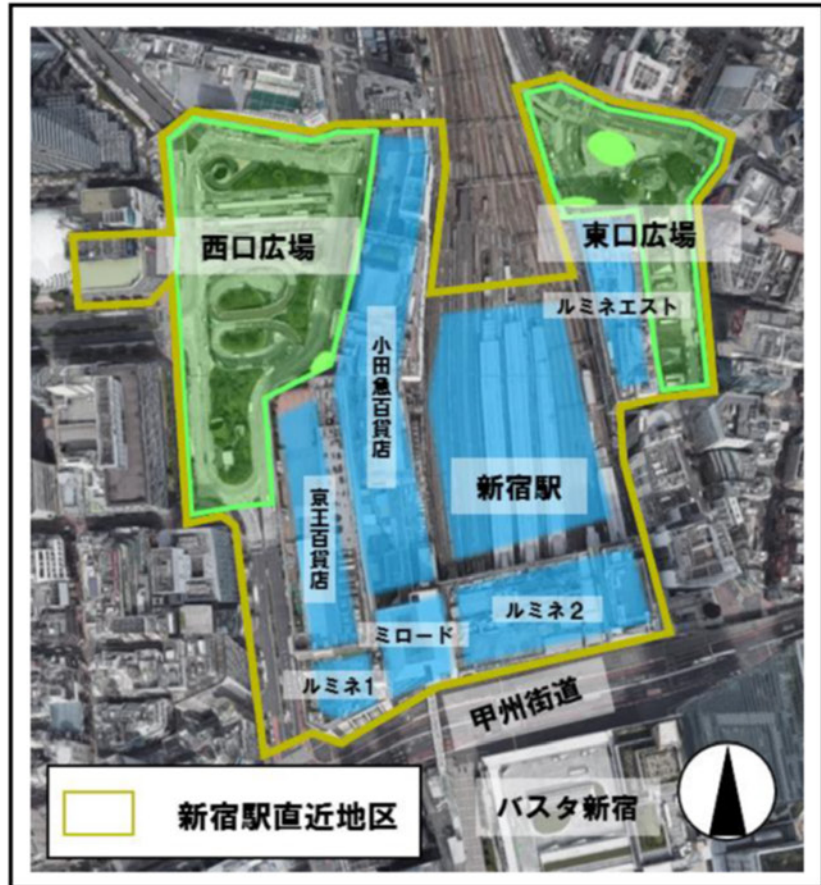 西口広場
東口広場
ルミネエスト
小田急百貨店
新宿駅
京王百貨店
ルミネ2
ミロード
ルミネ1
甲州街道
バスタ新宿
新宿駅直近地区